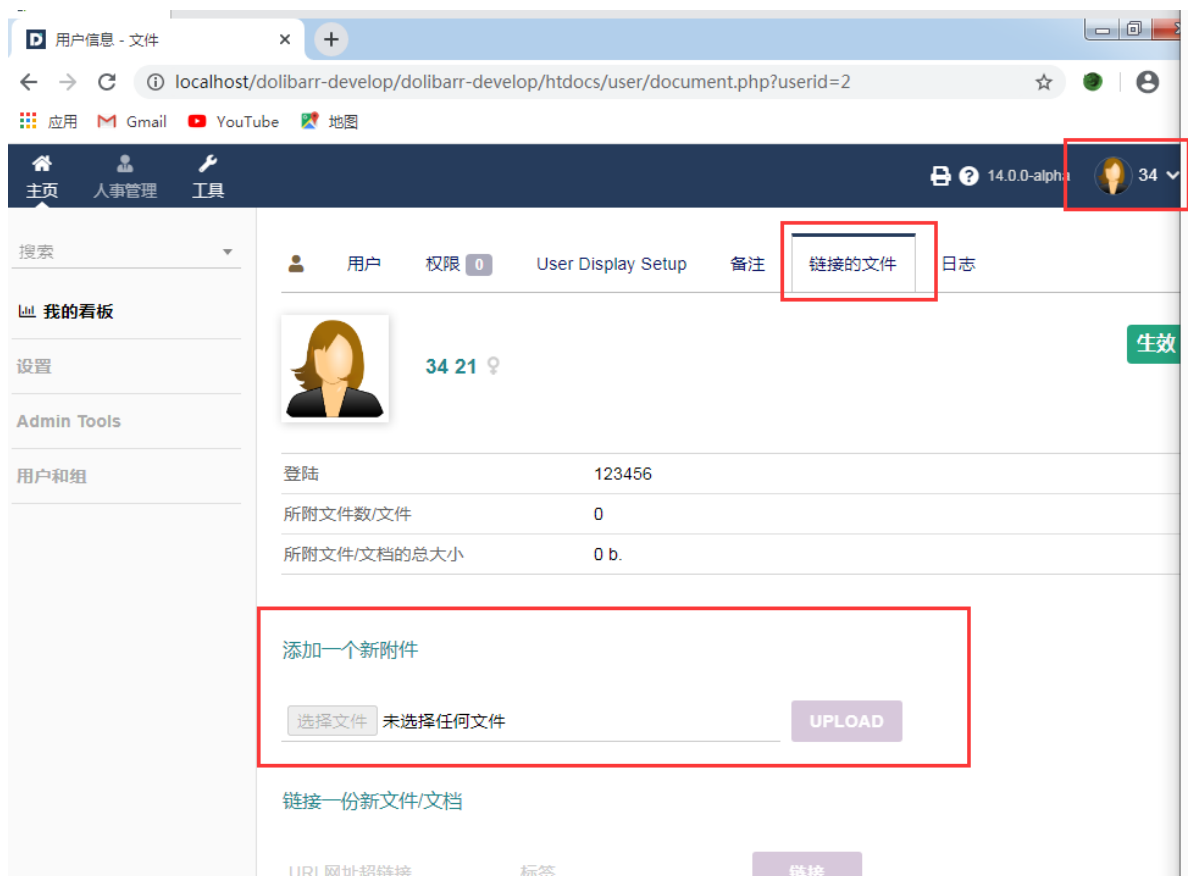 用户信息 - 文件
localhost/dolibarr-develop/dolibarr-develop/htdocs/user/document.php?userid=2
应用 Gmail YouTube 地图
主页 人事管理 工具 14.0.0-alpha 34
搜索
用户 权限 0 User Display Setup 备注 链接的文件 日志
我的看板
34 21
生效
设置
Admin Tools
用户和组
登陆 123456
所附文件数/文件 0
所附文件/文档的总大小 0 b.
添加一个新附件
选择文件 未选择任何文件 UPLOAD
链接一份新文件/文档
URL网址超链接 标签 链接